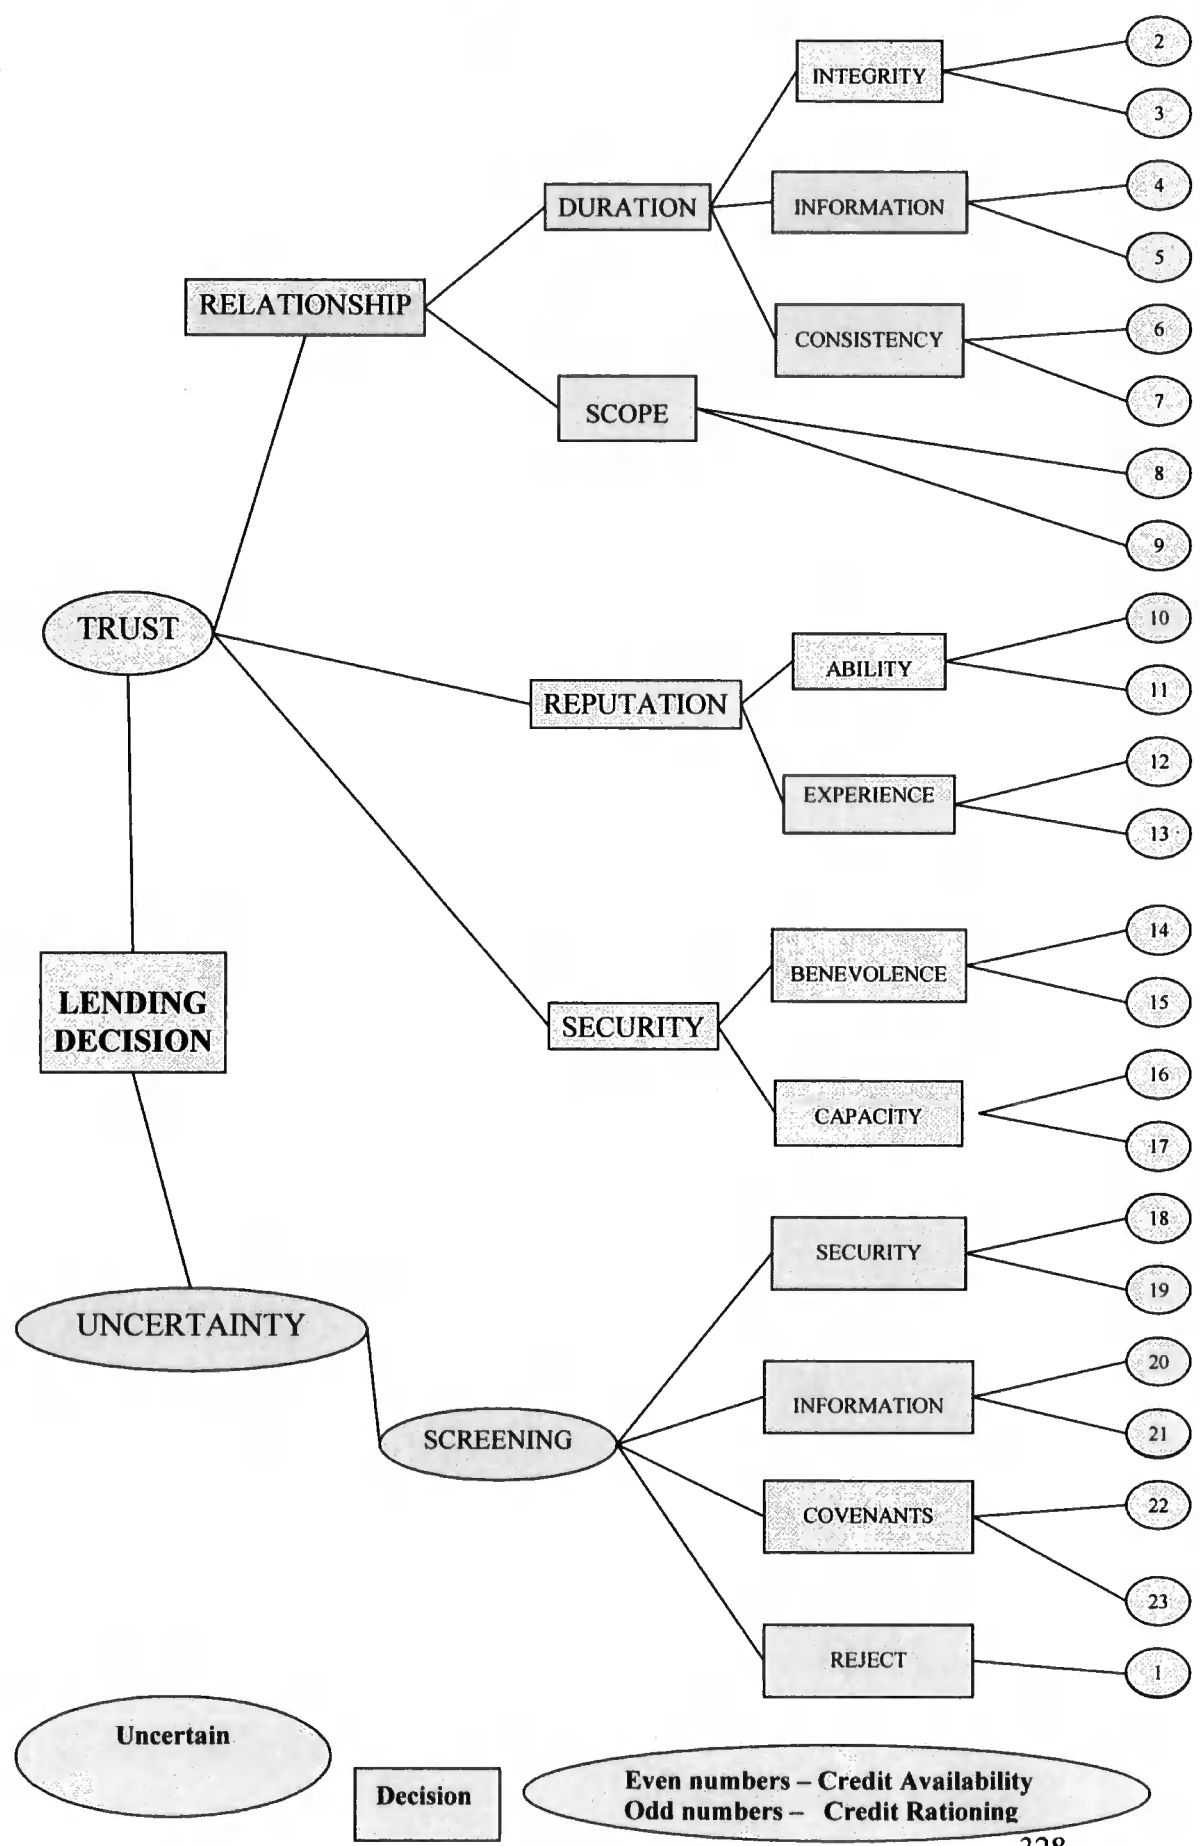 2
INTEGRITY
3
4
DURATION
INFORMATION
5
RELATIONSHIP
6
CONSISTENCY
7
SCOPE
8
9
TRUST
10
ABILITY
11
REPUTATION
12
EXPERIENCE
13
14
BENEVOLENCE
15
LENDING
DECISION
SECURITY
16
CAPACITY
17
18
SECURITY
19
UNCERTAINTY
20
INFORMATION
21
SCREENING
22
COVENANTS
23
REJECT
1
Uncertain
Decision
Even numbers – Credit Availability
Odd numbers – Credit Rationing
328